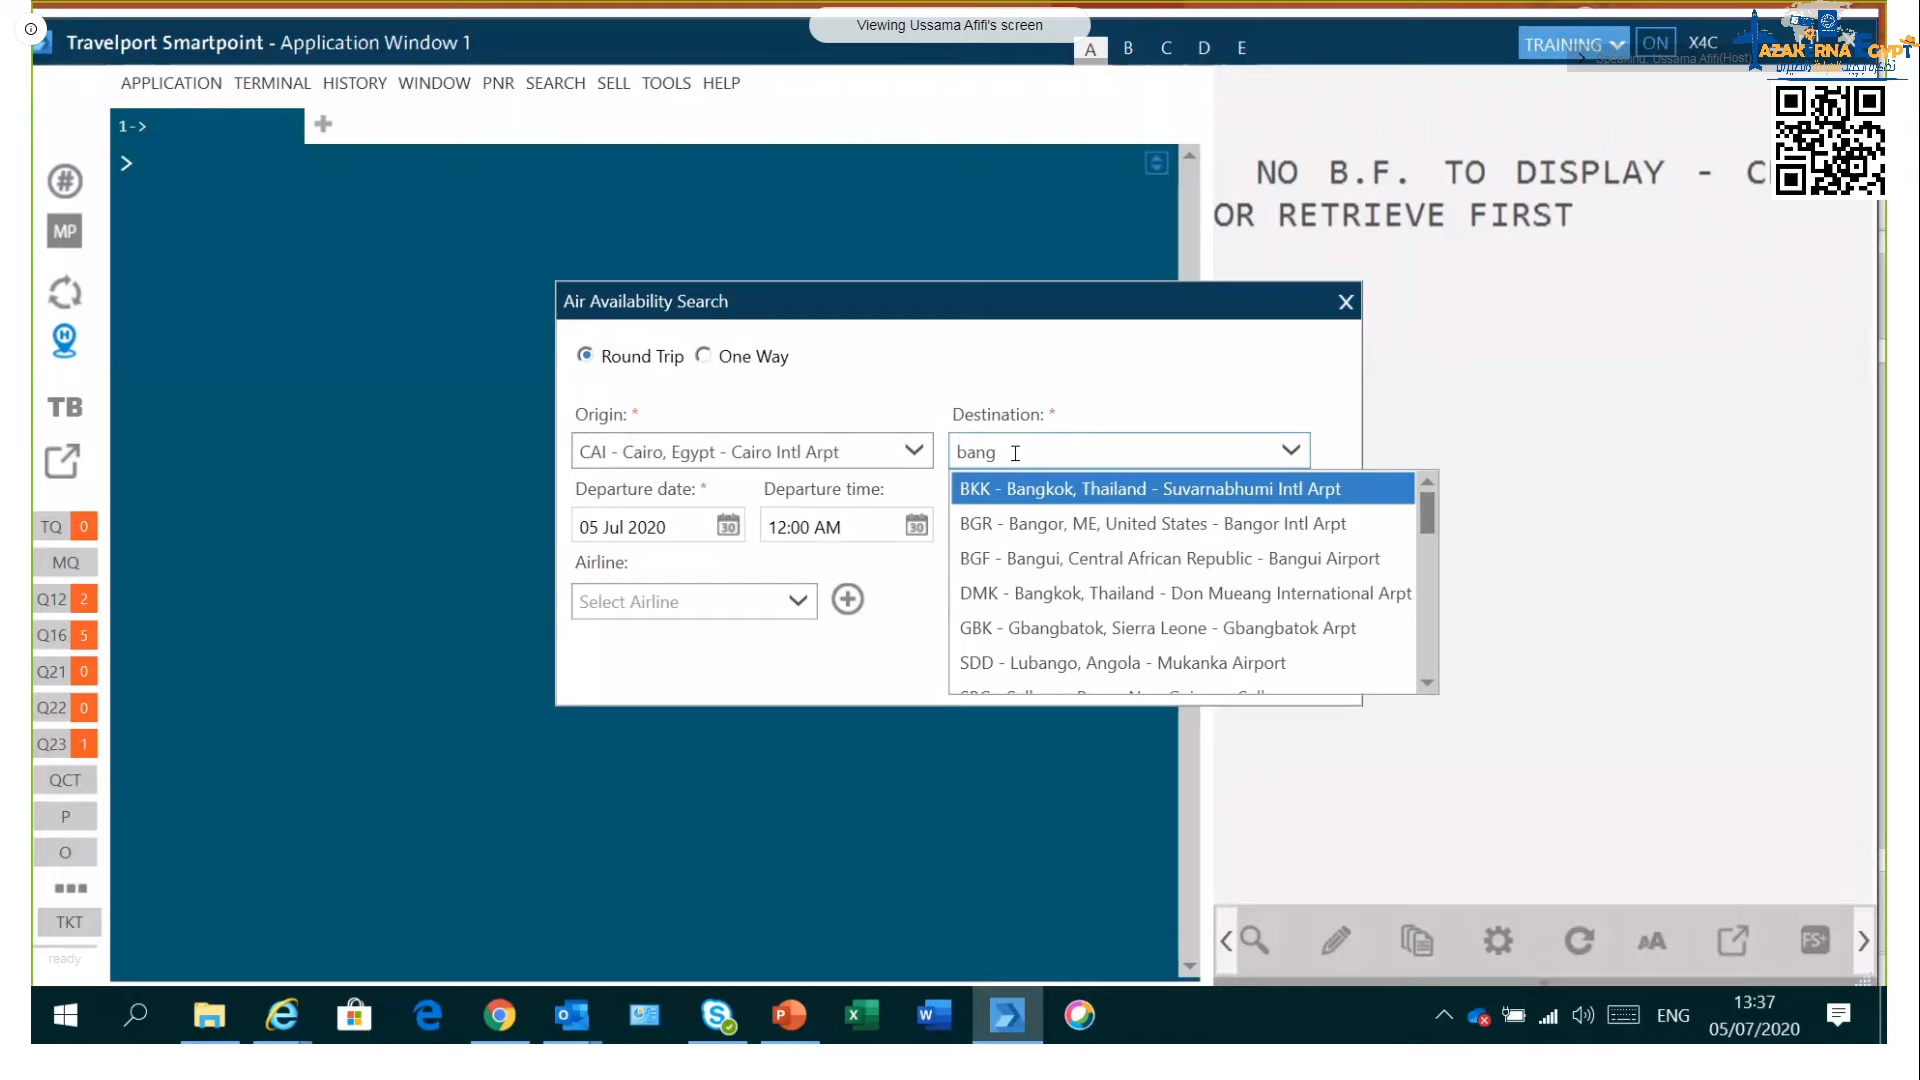 Viewing Ussama Afifi's screen
Travelport Smartpoint - Application Window 1
A B C D E
TRAINING ON X4C
Speaking: Ussama Afifi(Host)
APPLICATION TERMINAL HISTORY WINDOW PNR SEARCH SELL TOOLS HELP
1->
>
NO B.F. TO DISPLAY - C
OR RETRIEVE FIRST
MP
TB
TQ 0
MQ
Q12 2
Q16 5
Q21 0
Q22 0
Q23 1
QCT
P
O
TKT
ready
Air Availability Search X
Round Trip One Way
Origin: * Destination: *
CAI - Cairo, Egypt - Cairo Intl Arpt
bang
Departure date: * Departure time:
05 Jul 2020 12:00 AM
Airline:
Select Airline
BKK - Bangkok, Thailand - Suvarnabhumi Intl Arpt
BGR - Bangor, ME, United States - Bangor Intl Arpt
BGF - Bangui, Central African Republic - Bangui Airport
DMK - Bangkok, Thailand - Don Mueang International Arpt
GBK - Gbangbatok, Sierra Leone - Gbangbatok Arpt
SDD - Lubango, Angola - Mukanka Airport
AA FS+
ENG
13:37
05/07/2020